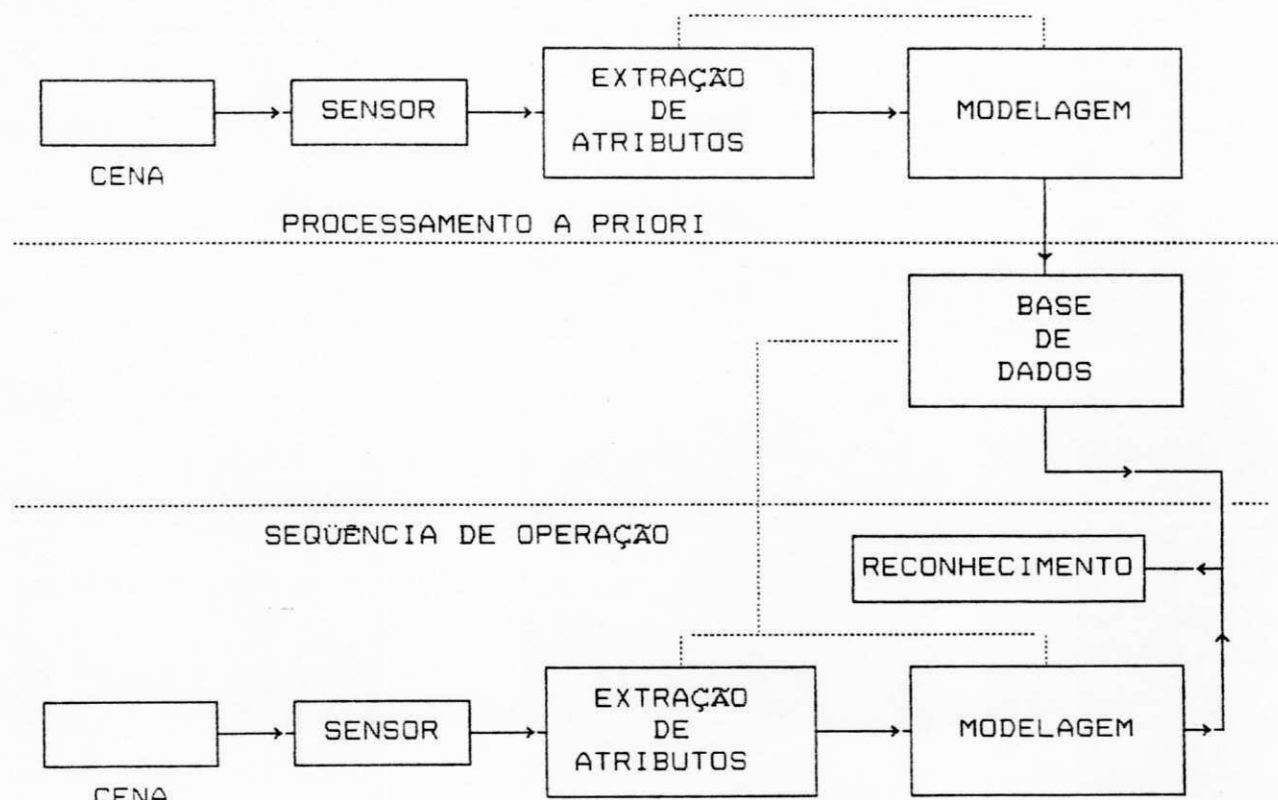 EXTRAÇÃO
DE
ATRIBUTOS
SENSOR
MODELAGEM
CENA
PROCESSAMENTO A PRIORI
BASE
DE
DADOS
SEQÜÊNCIA DE OPERAÇÃO
RECONHECIMENTO
EXTRAÇÃO
DE
ATRIBUTOS
SENSOR
MODELAGEM
CENA